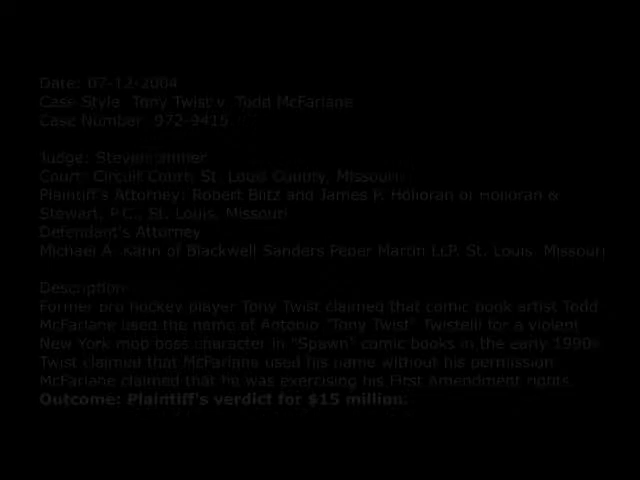 Date: 07-12-2004
Case Style: Tony Twist v. Todd McFarlane
Case Number: 972-9415
Judge: Steven
Court: Circuit Court, St. Louis County, Missouri
Plaintiff's Attorney: Robert Blitz and James P. Holloran of Holloran &
Stewart, P.C., St. Louis, Missouri
Defendant's Attorney
Michael A. Kahn of Blackwell Sanders Peper Martin LLP, St. Louis, Missouri
Description:
Former pro hockey player Tony Twist claimed that comic book artist Todd
McFarlane used the name of Antonio "Tony Twist" Twistelli for a violent
New York mob boss character in "Spawn" comic books in the early 1990s.
Twist claimed that McFarlane used his name without his permission.
McFarlane claimed that he was exercising his First Amendment rights.
Outcome: Plaintiff's verdict for $15 million.